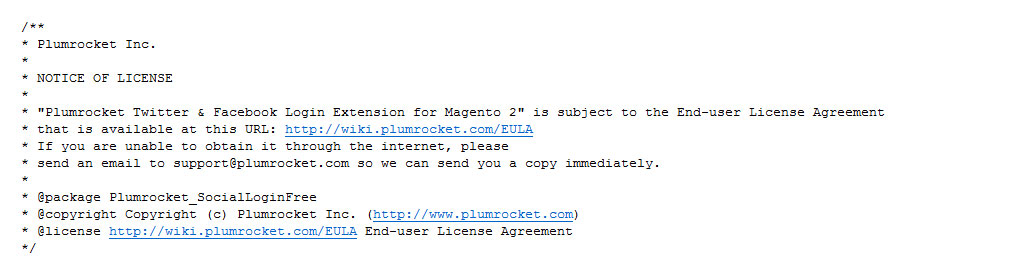 /**
* Plumrocket Inc.
*
* NOTICE OF LICENSE
*
* "Plumrocket Twitter & Facebook Login Extension for Magento 2" is subject to the End-user License Agreement
* that is available at this URL: http://wiki.plumrocket.com/EULA
* If you are unable to obtain it through the internet, please
* send an email to support@plumrocket.com so we can send you a copy immediately.
*
* @package Plumrocket_SocialLoginFree
* @copyright Copyright (c) Plumrocket Inc. (http://www.plumrocket.com)
* @license http://wiki.plumrocket.com/EULA End-user License Agreement
*/